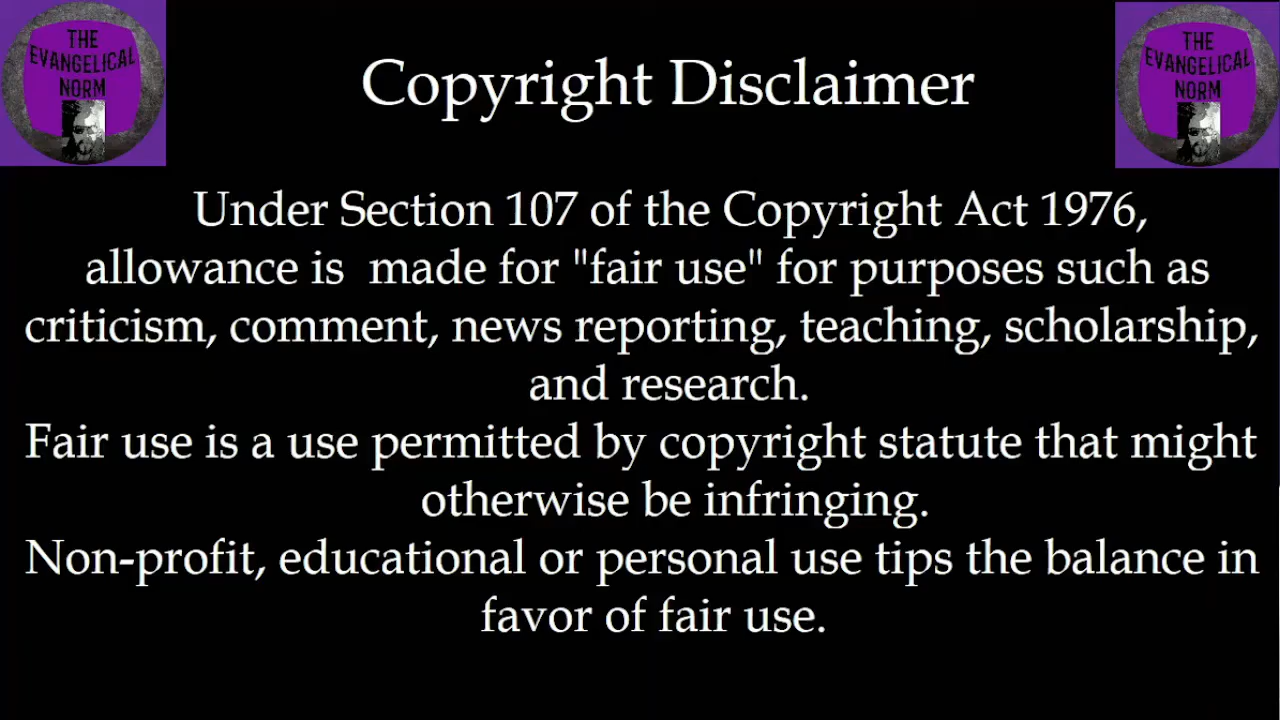 THE
EVANGELICAL
NORM
THE
EVANGELICAL
NORM
Copyright Disclaimer
Under Section 107 of the Copyright Act 1976,
allowance is  made for "fair use" for purposes such as
criticism, comment, news reporting, teaching, scholarship,
and research.
Fair use is a use permitted by copyright statute that might
otherwise be infringing.
Non-profit, educational or personal use tips the balance in
favor of fair use.